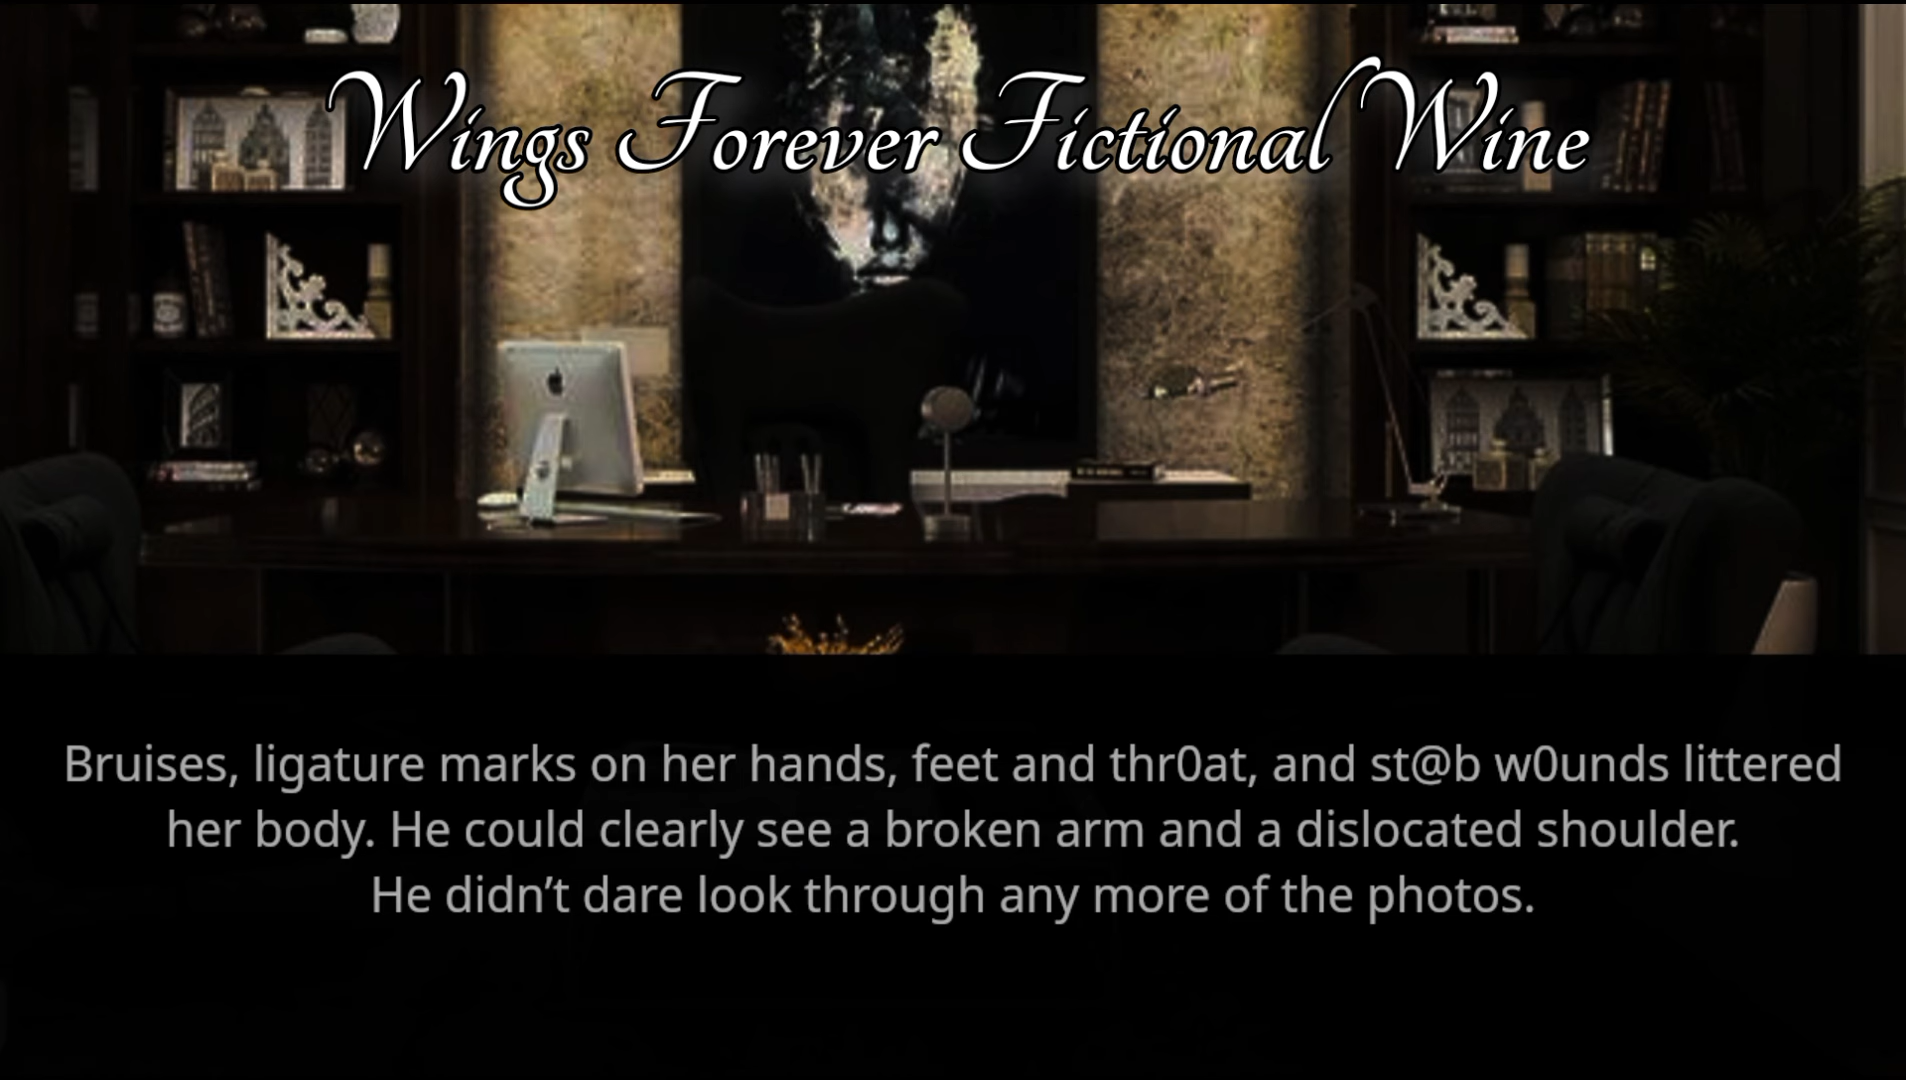 Wings Forever Fictional Wine
Bruises, ligature marks on her hands, feet and thr0at, and st@b w0unds littered
her body. He could clearly see a broken arm and a dislocated shoulder.
He didn’t dare look through any more of the photos.